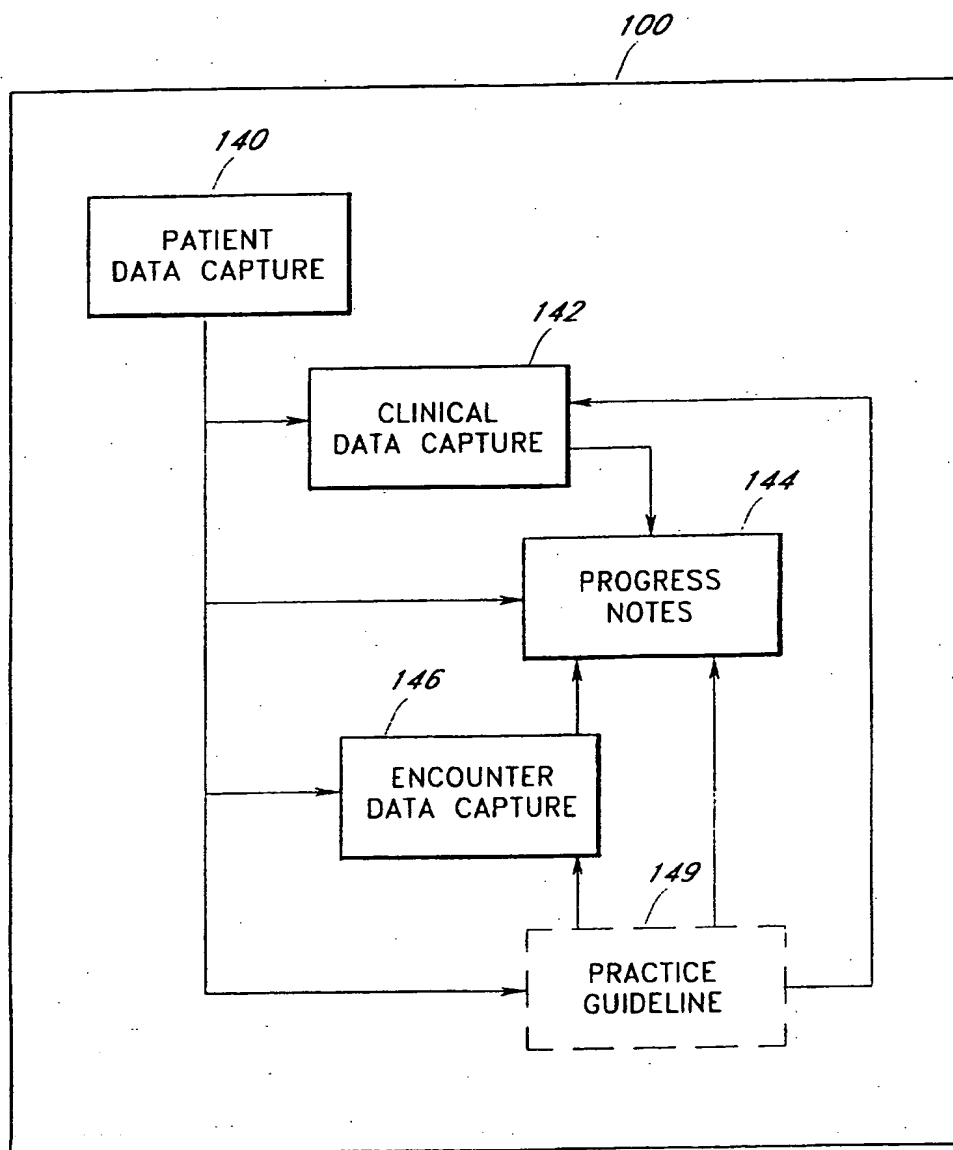 100
140
PATIENT
DATA CAPTURE
142
CLINICAL
DATA CAPTURE
144
PROGRESS
NOTES
146
ENCOUNTER
DATA CAPTURE
149
PRACTICE
GUIDELINE